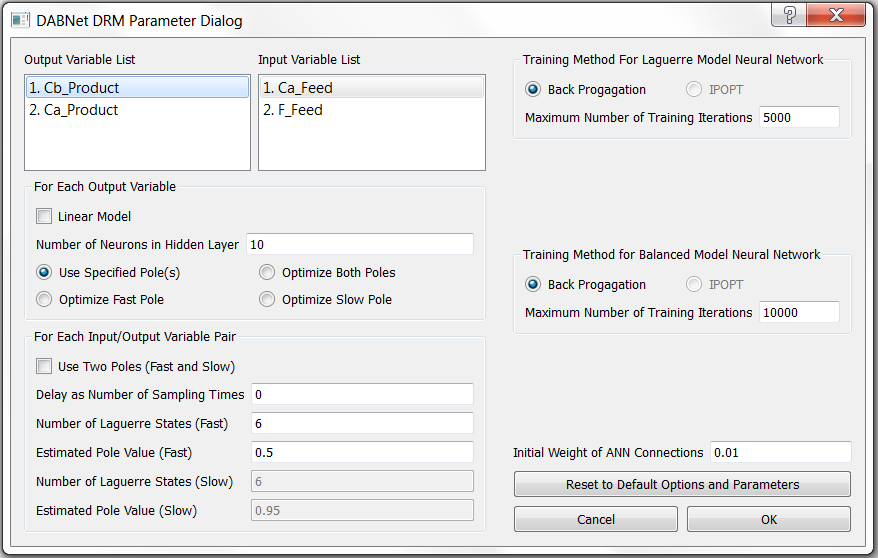 DABNet DRM Parameter Dialog
Output Variable List
1. Cb_Product
2. Ca_Product
Input Variable List
1. Ca_Feed
2. F_Feed
For Each Output Variable
Linear Model
Number of Neurons in Hidden Layer 10
Use Specified Pole(s) Optimize Both Poles
Optimize Fast Pole Optimize Slow Pole
For Each Input/Output Variable Pair
Use Two Poles (Fast and Slow)
Delay as Number of Sampling Times 0
Number of Laguerre States (Fast) 6
Estimated Pole Value (Fast) 0.5
Number of Laguerre States (Slow) 6
Estimated Pole Value (Slow) 0.95
Training Method For Laguerre Model Neural Network
Back Progagation IPOPT
Maximum Number of Training Iterations 5000
Training Method for Balanced Model Neural Network
Back Progagation IPOPT
Maximum Number of Training Iterations 10000
Initial Weight of ANN Connections 0.01
Reset to Default Options and Parameters
Cancel OK